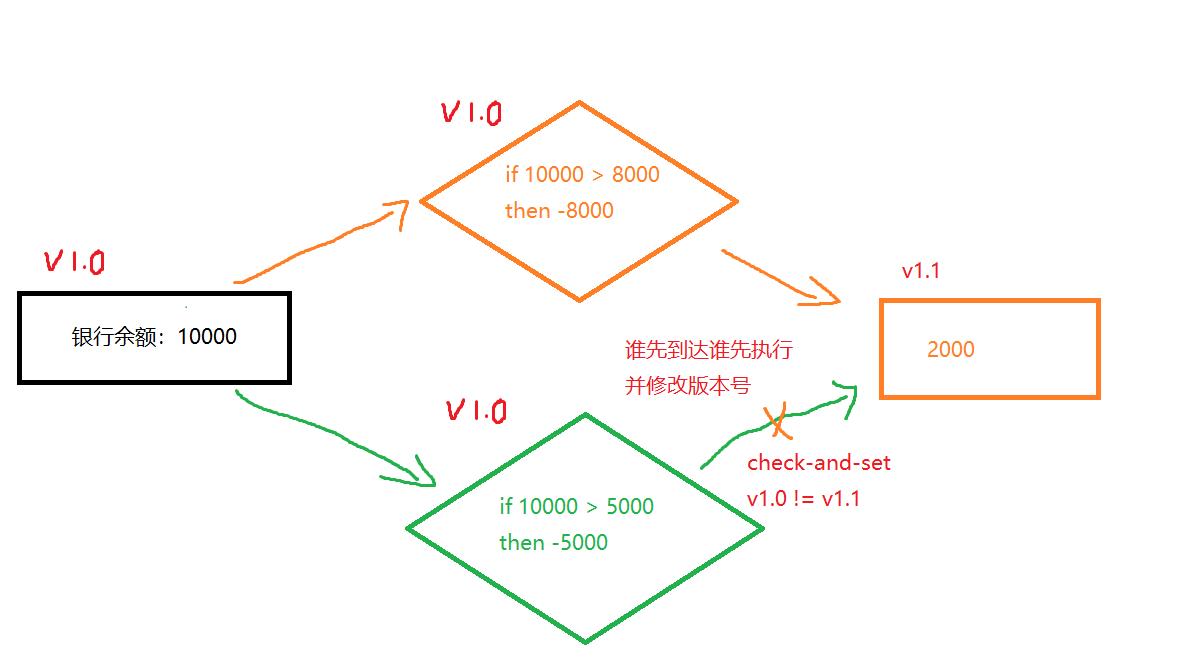 V1.0
if 10000 > 8000
then -8000
V1.0
银行余额：10000
v1.1
2000
谁先到达谁先执行
并修改版本号
V1.0
check-and-set
v1.0 != v1.1
if 10000 > 5000
then -5000